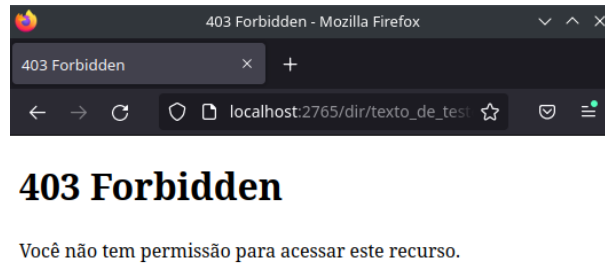 403 Forbidden - Mozilla Firefox
403 Forbidden
localhost:2765/dir/texto_de_test
403 Forbidden
Você não tem permissão para acessar este recurso.